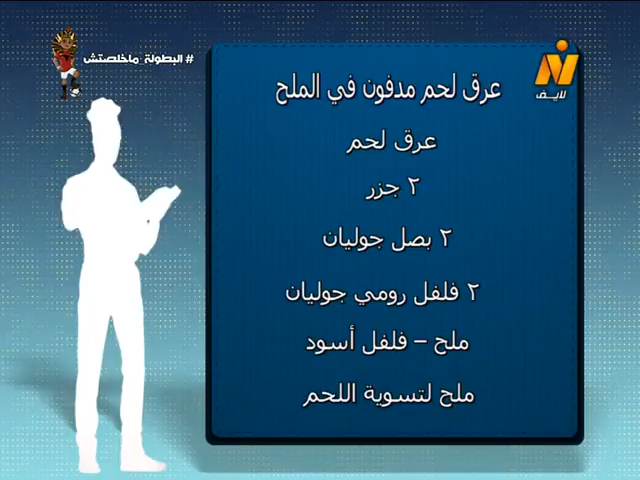 #البطولة_ماخلصتش
لايف
عرق لحم مدفون في الملح
عرق لحم
٢ جزر
٢ بصل جوليان
٢ فلفل رومي جوليان
ملح – فلفل أسود
ملح لتسوية اللحم